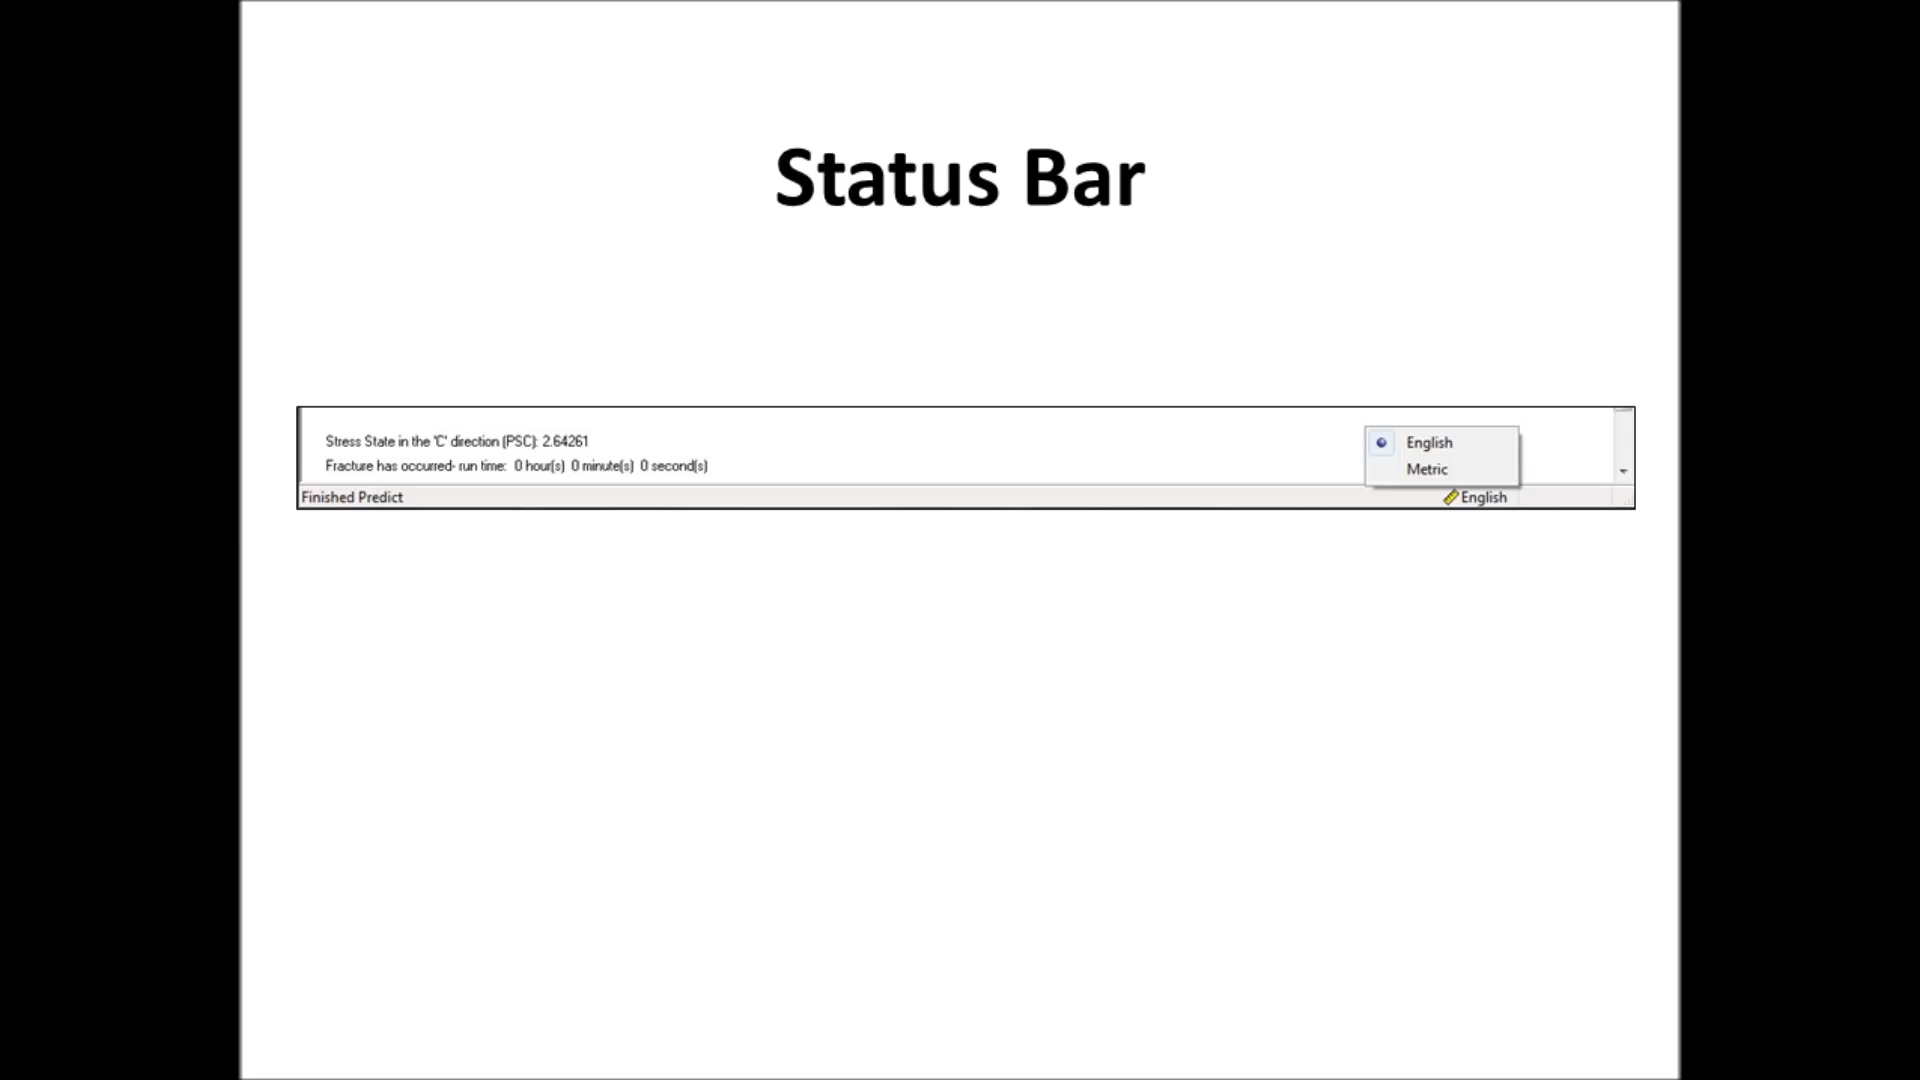 Status Bar
Stress State in the 'C' direction (PSC): 2.64261
Fracture has occurred- run time:  0 hour(s)  0 minute(s)  0 second(s)
English
Metric
Finished Predict
English